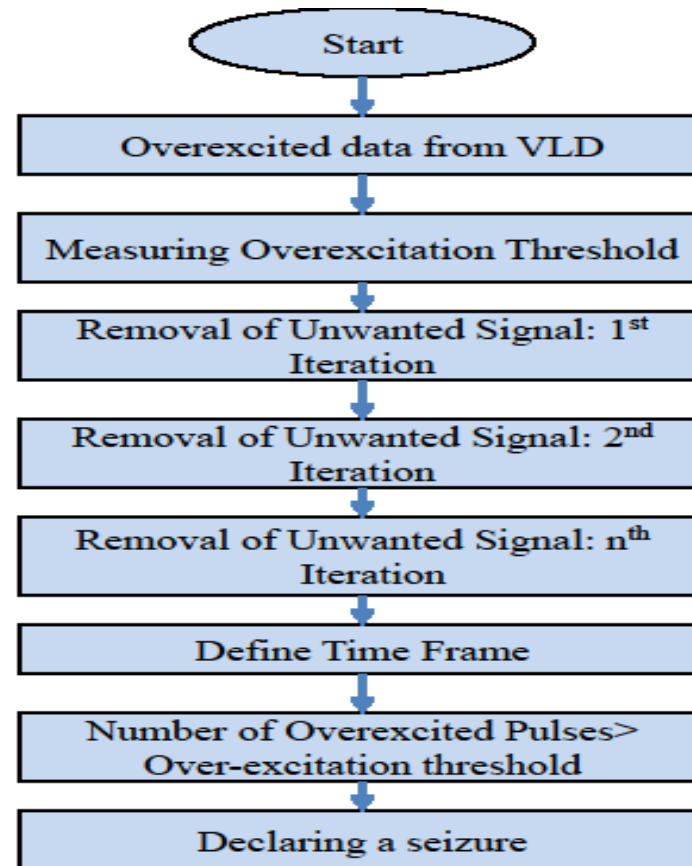 Start
Overexcited data from VLD
Measuring Overexcitation Threshold
Removal of Unwanted Signal: 1st
Iteration
Removal of Unwanted Signal: 2nd
Iteration
Removal of Unwanted Signal: nth
Iteration
Define Time Frame
Number of Overexcited Pulses>
Over-excitation threshold
Declaring a seizure